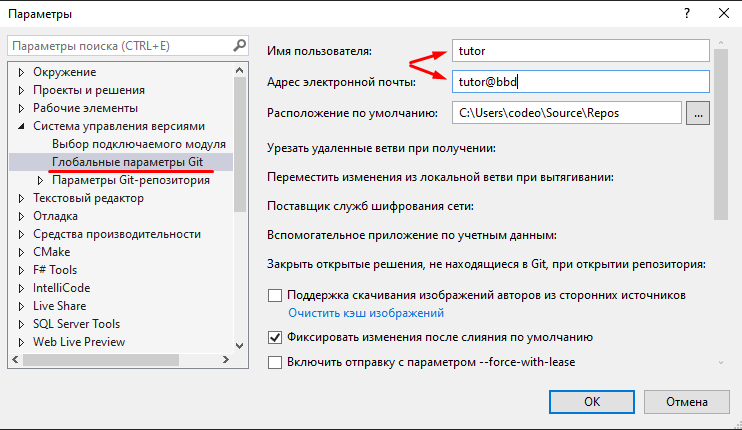 Параметры
Параметры поиска (CTRL+E)
Окружение
Проекты и решения
Рабочие элементы
Система управления версиями
Выбор подключаемого модуля
Глобальные параметры Git
Параметры Git-репозитория
Текстовый редактор
Отладка
Средства производительности
CMake
F# Tools
IntelliCode
Live Share
SQL Server Tools
Web Live Preview
Имя пользователя:
tutor
Адрес электронной почты:
tutor@bbd
Расположение по умолчанию:
C:\Users\codeo\Source\Repos
...
Урезать удаленные ветви при получении:
Переместить изменения из локальной ветви при вытягивании:
Поставщик служб шифрования сети:
Вспомогательное приложение по учетным данным:
Закрыть открытые решения, не находящиеся в Git, при открытии репозитория:
Поддержка скачивания изображений авторов из сторонних источников
Очистить кэш изображений
Фиксировать изменения после слияния по умолчанию
Включить отправку с параметром --force-with-lease
ОК
Отмена